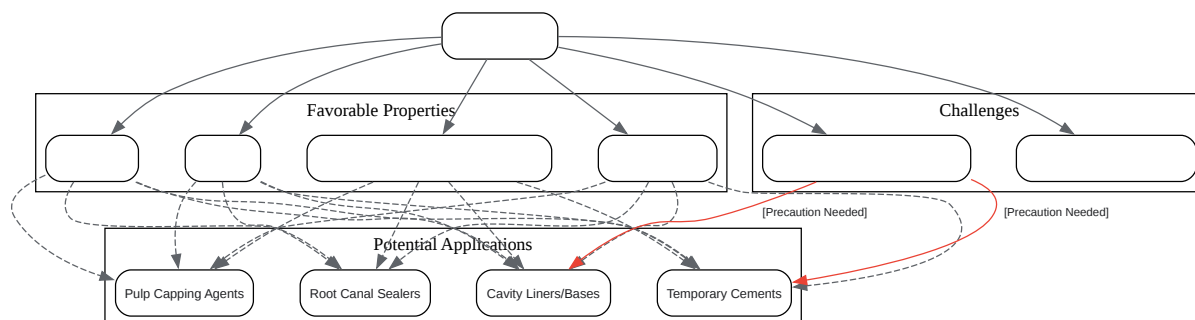 Favorable Properties
Challenges
[Precaution Needed]
[Precaution Needed]
Potential Applications
Pulp Capping Agents
Root Canal Sealers
Cavity Liners/Bases
Temporary Cements